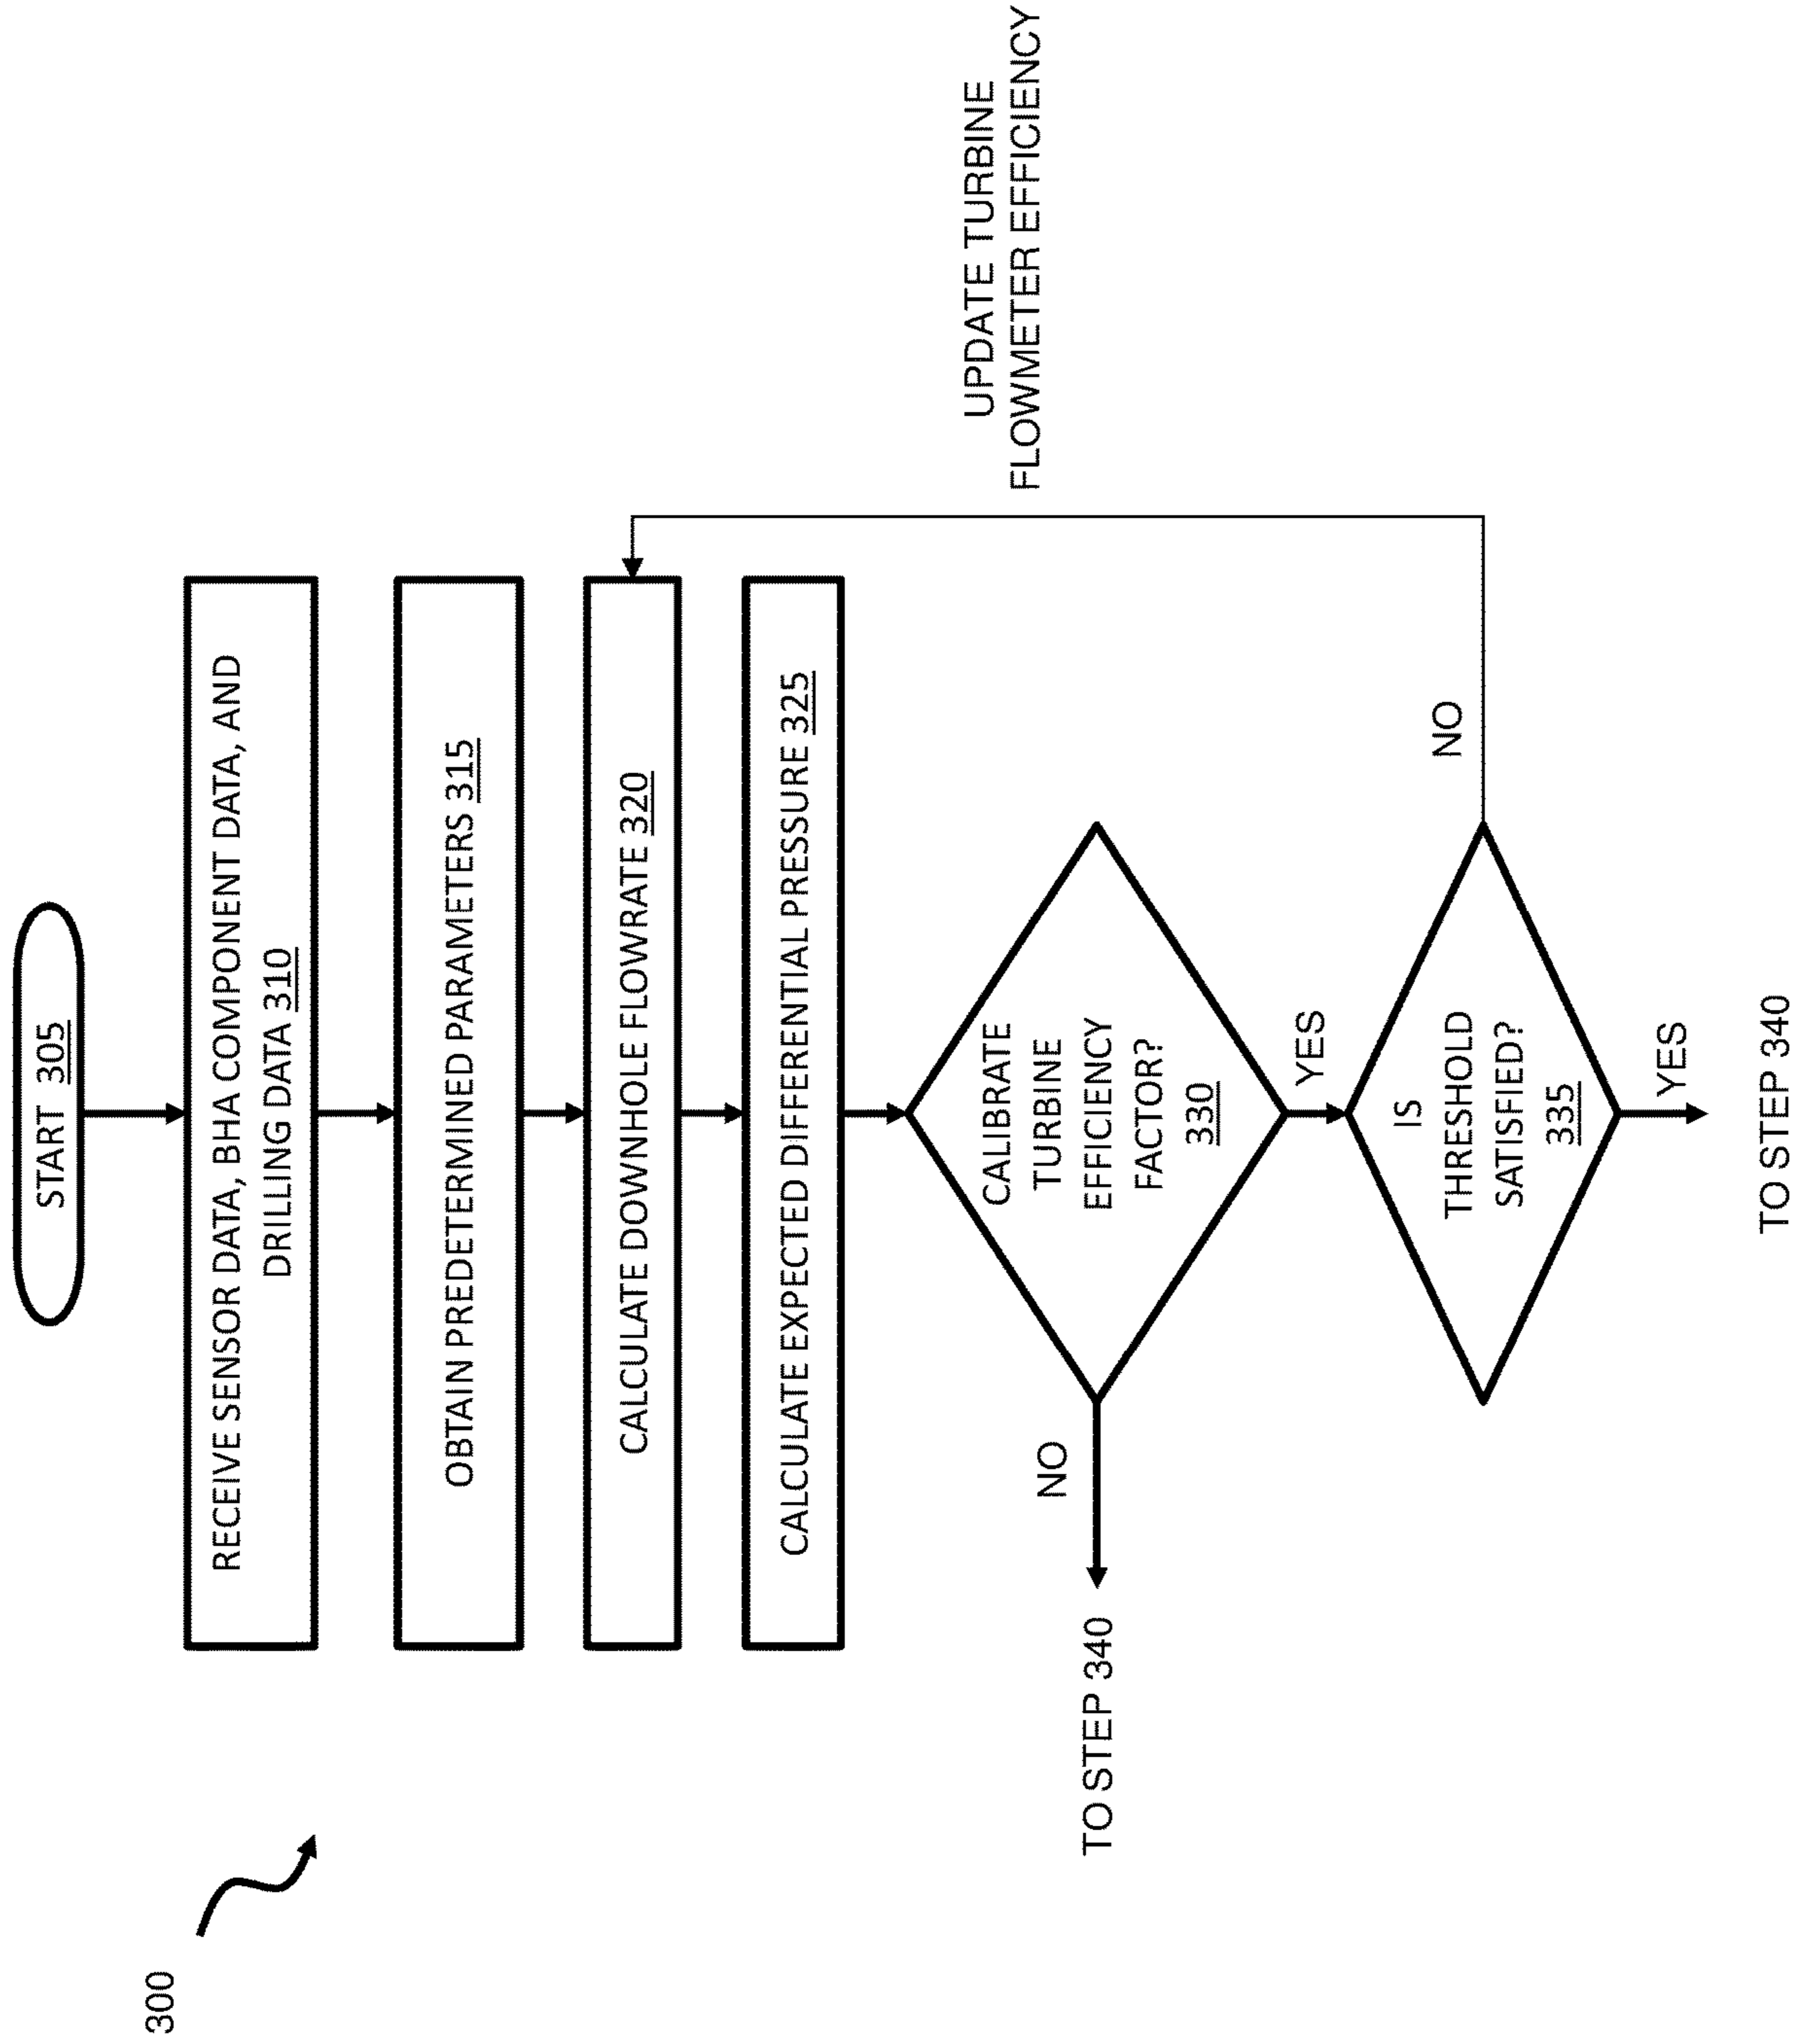 300
START 305
RECEIVE SENSOR DATA, BHA COMPONENT DATA, AND
DRILLING DATA 310
OBTAIN PREDETERMINED PARAMETERS 315
CALCULATE DOWNHOLE FLOWRATE 320
CALCULATE EXPECTED DIFFERENTIAL PRESSURE 325
CALIBRATE
TURBINE
EFFICIENCY
FACTOR?
330
NO
TO STEP 340
YES
IS
THRESHOLD
SATISFIED?
335
NO
UPDATE TURBINE
FLOWMETER EFFICIENCY
YES
TO STEP 340